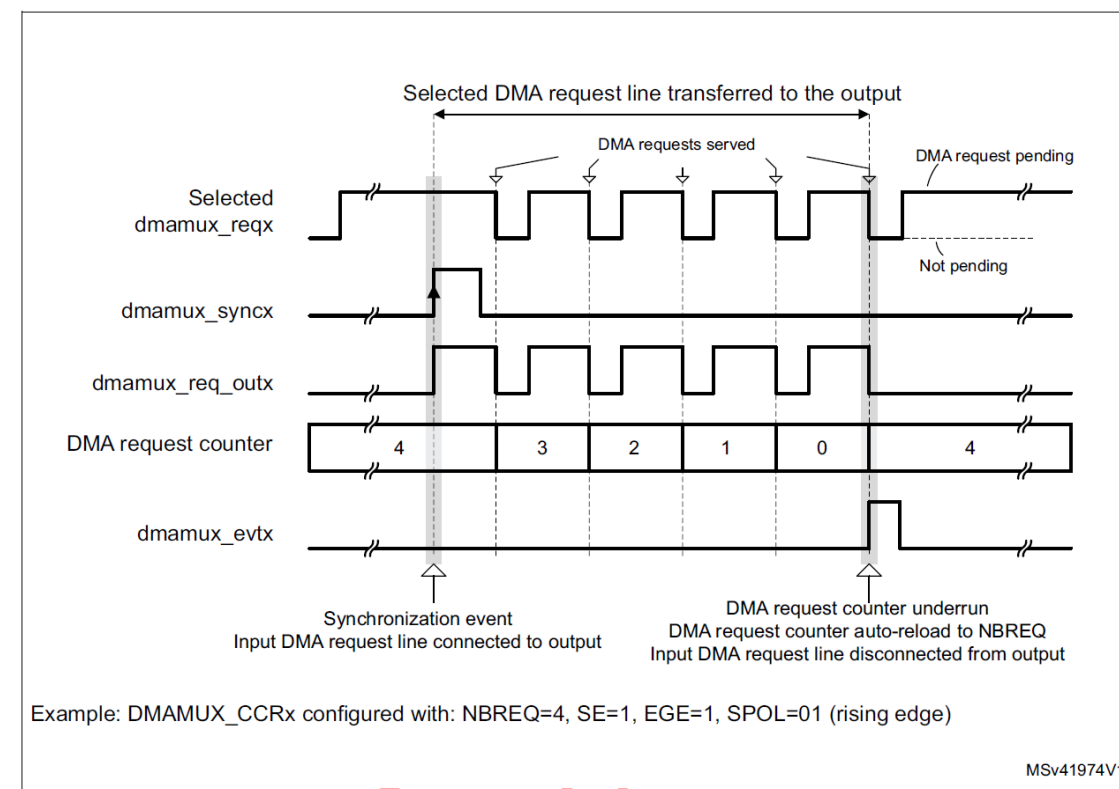 Selected DMA request line transferred to the output
DMA requests served
DMA request pending
Selected
dmamux_reqx
Not pending
dmamux_syncx
dmamux_req_outx
DMA request counter
4
3
2
1
0
4
dmamux_evtx
Synchronization event
Input DMA request line connected to output
DMA request counter underrun
DMA request counter auto-reload to NBREQ
Input DMA request line disconnected from output
Example: DMAMUX_CCRx configured with: NBREQ=4, SE=1, EGE=1, SPOL=01 (rising edge)